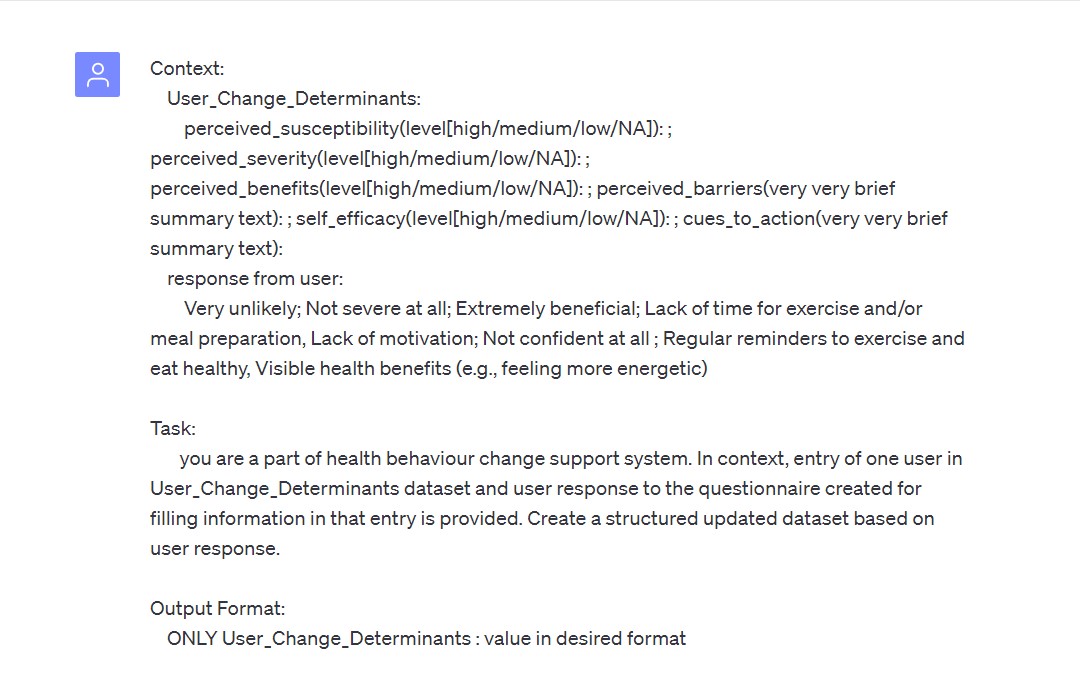 Context:
User_Change_Determinants:
perceived_susceptibility(level[high/medium/low/NA]): ;
perceived_severity(level[high/medium/low/NA]): ;
perceived_benefits(level[high/medium/low/NA]): ; perceived_barriers(very very brief
summary text): ; self_efficacy(level[high/medium/low/NA]): ; cues_to_action(very very brief
summary text):
response from user:
Very unlikely; Not severe at all; Extremely beneficial; Lack of time for exercise and/or
meal preparation, Lack of motivation; Not confident at all ; Regular reminders to exercise and
eat healthy, Visible health benefits (e.g., feeling more energetic)
Task:
you are a part of health behaviour change support system. In context, entry of one user in
User_Change_Determinants dataset and user response to the questionnaire created for
filling information in that entry is provided. Create a structured updated dataset based on
user response.
Output Format:
ONLY User_Change_Determinants : value in desired format